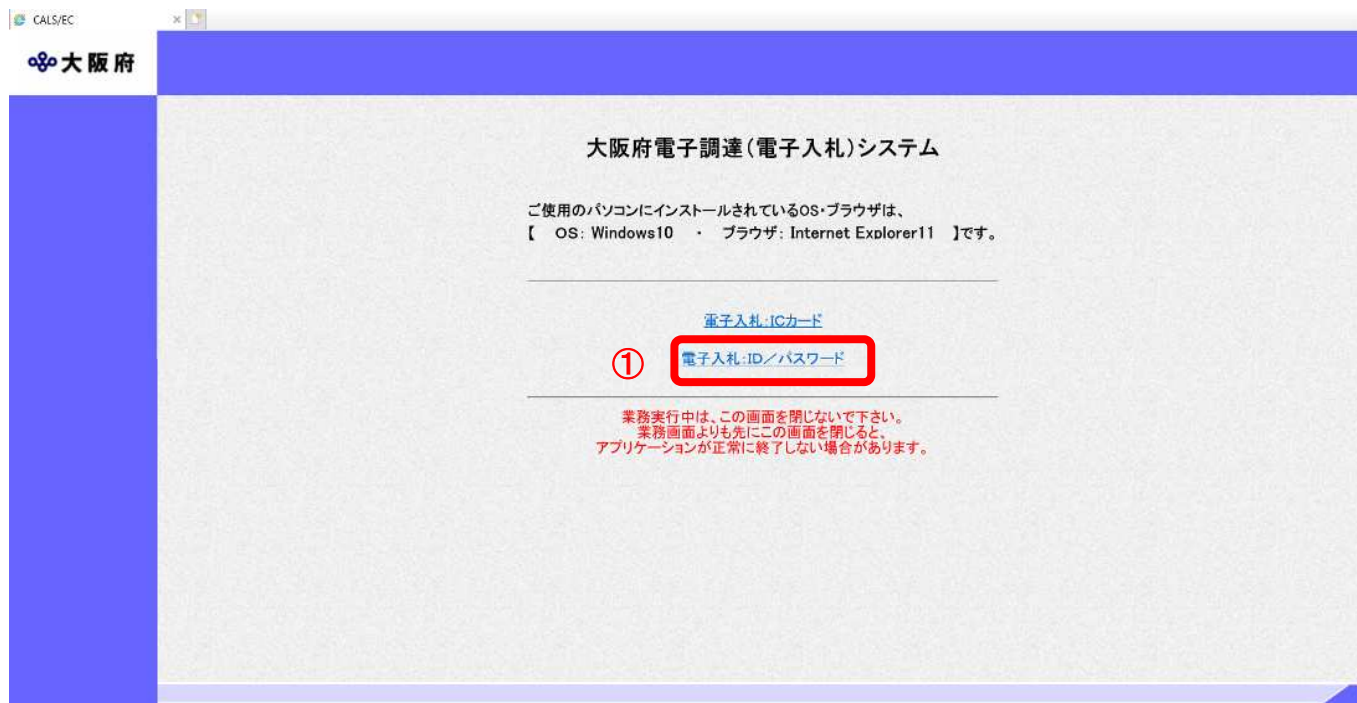 CALS/EC
大阪府
大阪府電子調達(電子入札)システム
ご使用のパソコンにインストールされているOS・ブラウザは、
【　OS: Windows10　・　ブラウザ: Internet Explorer11　】です。
電子入札:ICカード
① 電子入札:ID／パスワード
業務実行中は、この画面を閉じないで下さい。
業務画面よりも先にこの画面を閉じると、
アプリケーションが正常に終了しない場合があります。